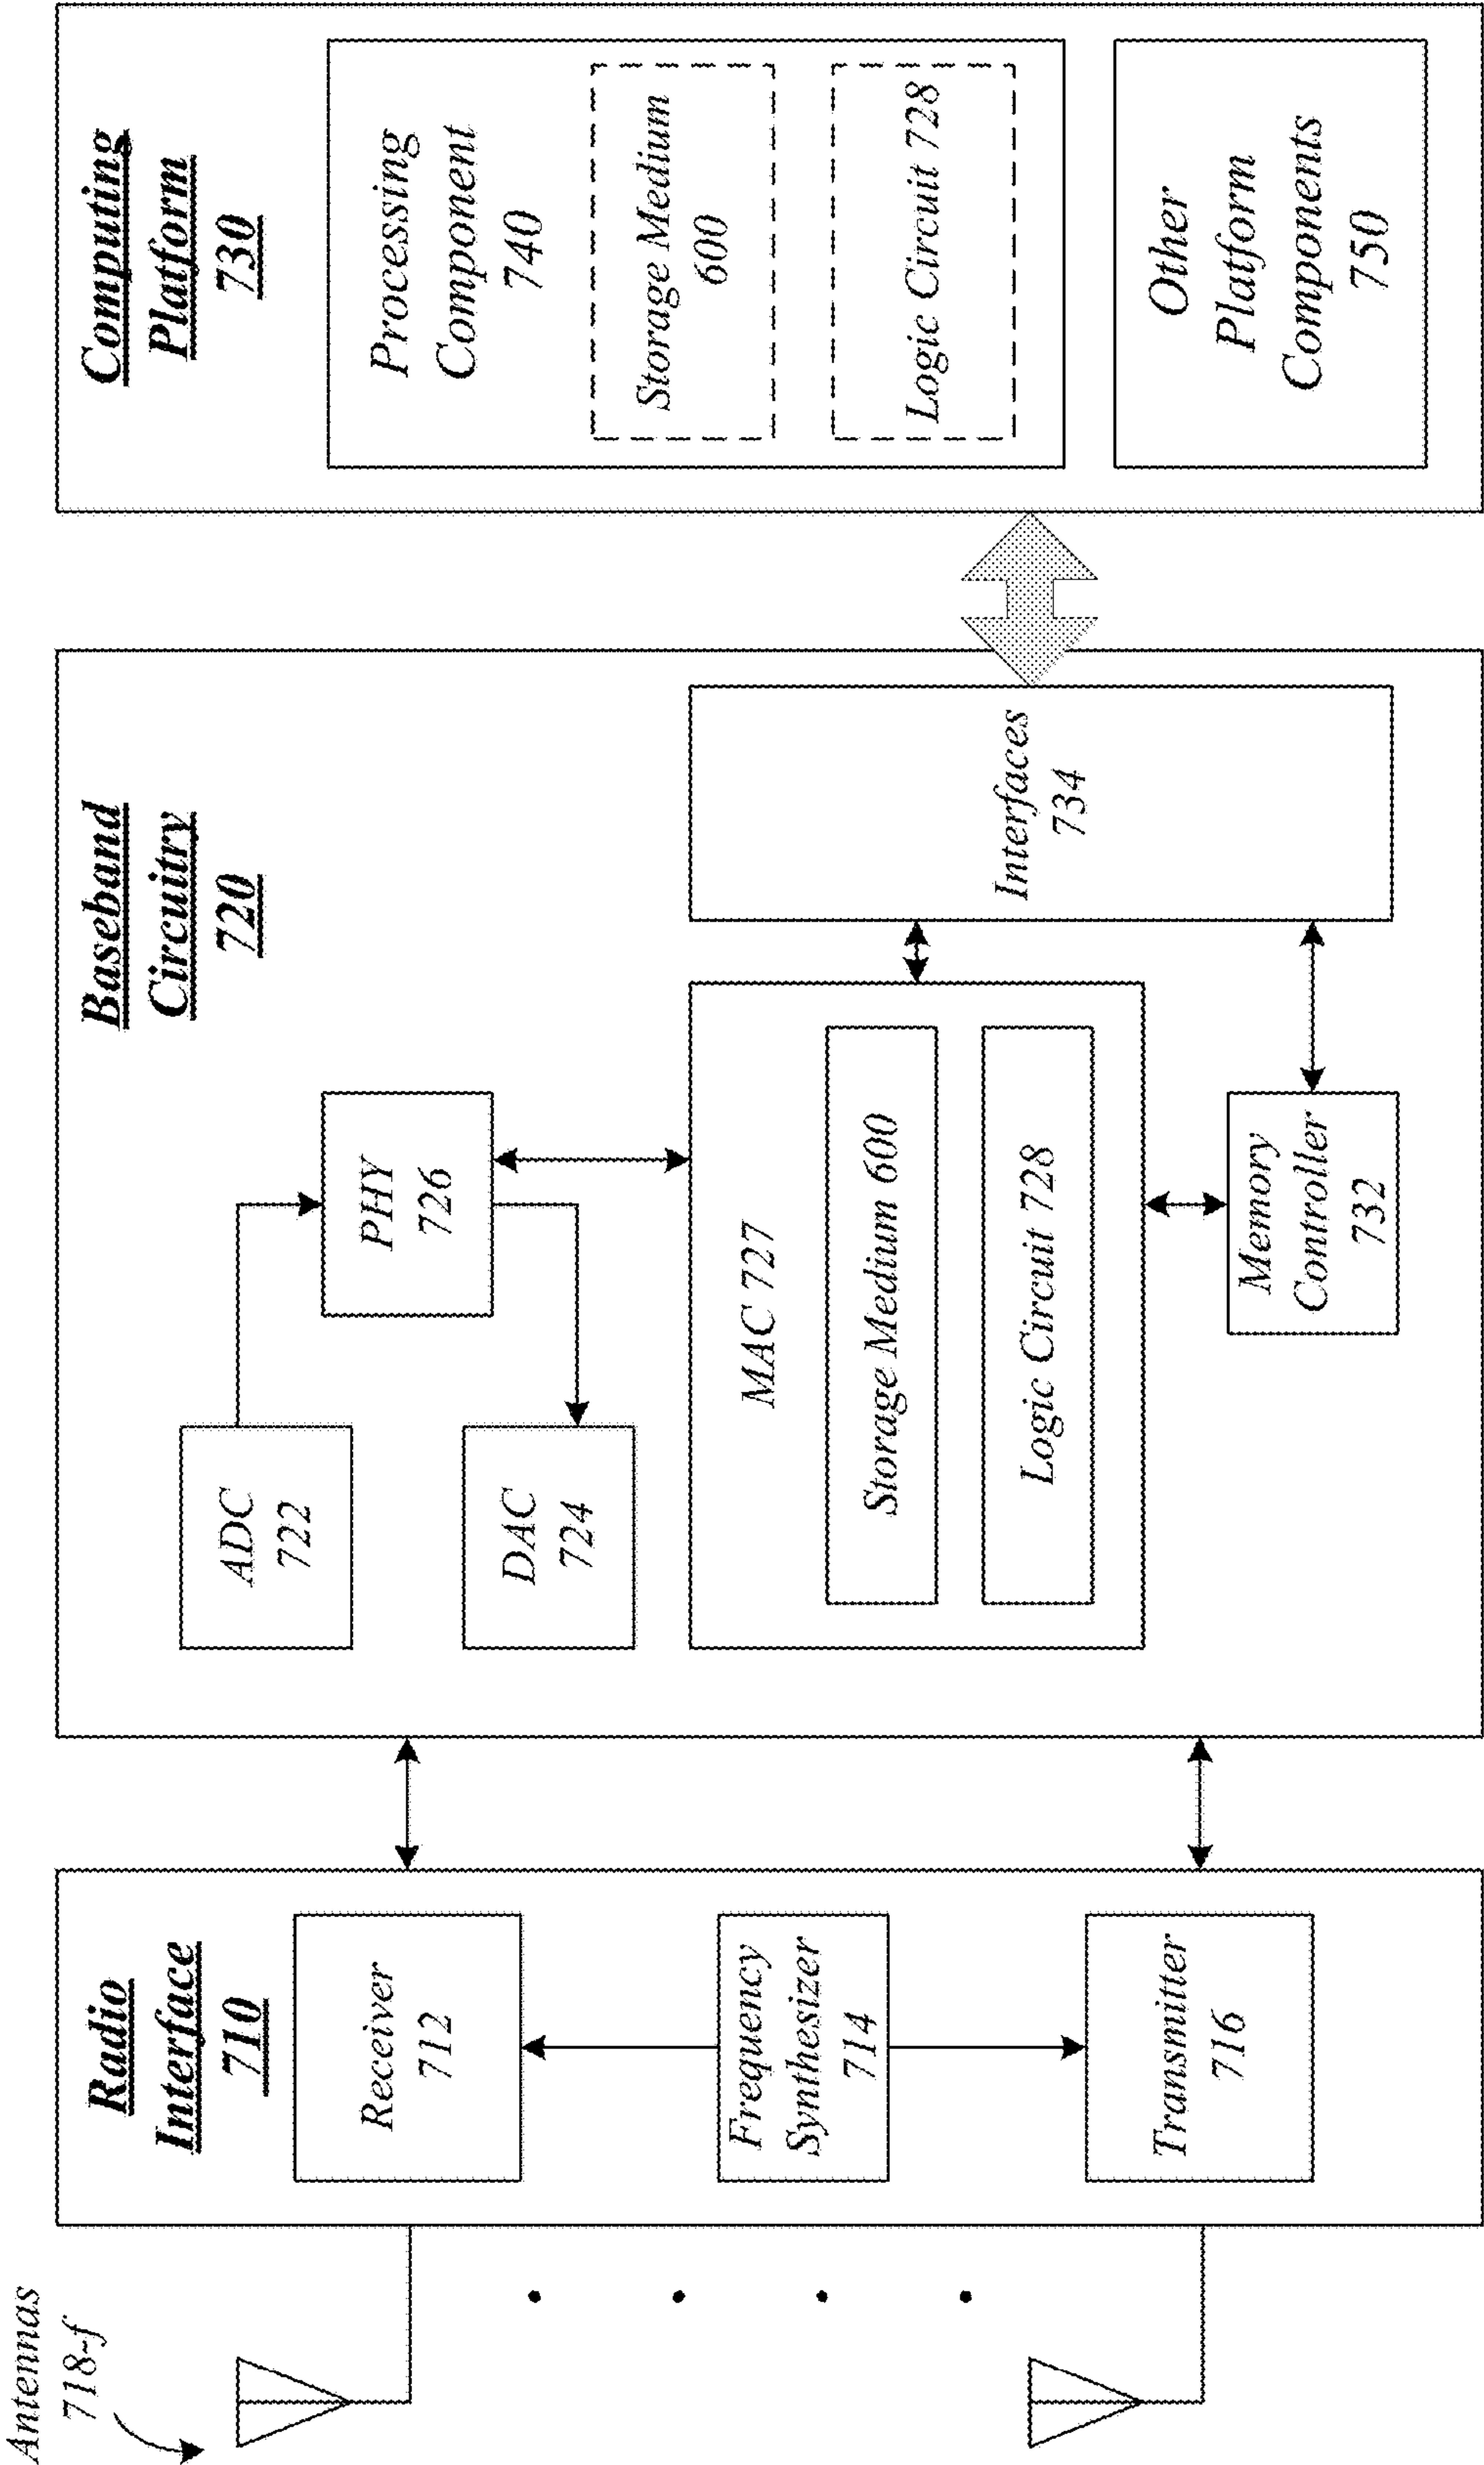 Antennas
718-f
Radio
Interface
710
Receiver
712
Frequency
Synthesizer
714
Transmitter
716
Baseband
Circuitry
720
ADC
722
PHY
726
DAC
724
MAC 727
Storage Medium 600
Logic Circuit 728
Memory
Controller
732
Interfaces
734
Computing
Platform
730
Processing
Component
740
Storage Medium
600
Logic Circuit 728
Other
Platform
Components
750